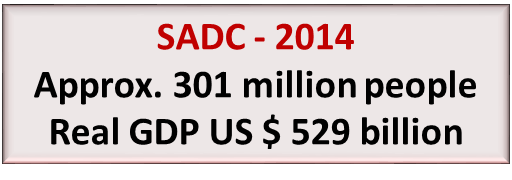 SADC - 2014
Approx. 301 million people
Real GDP US $ 529 billion